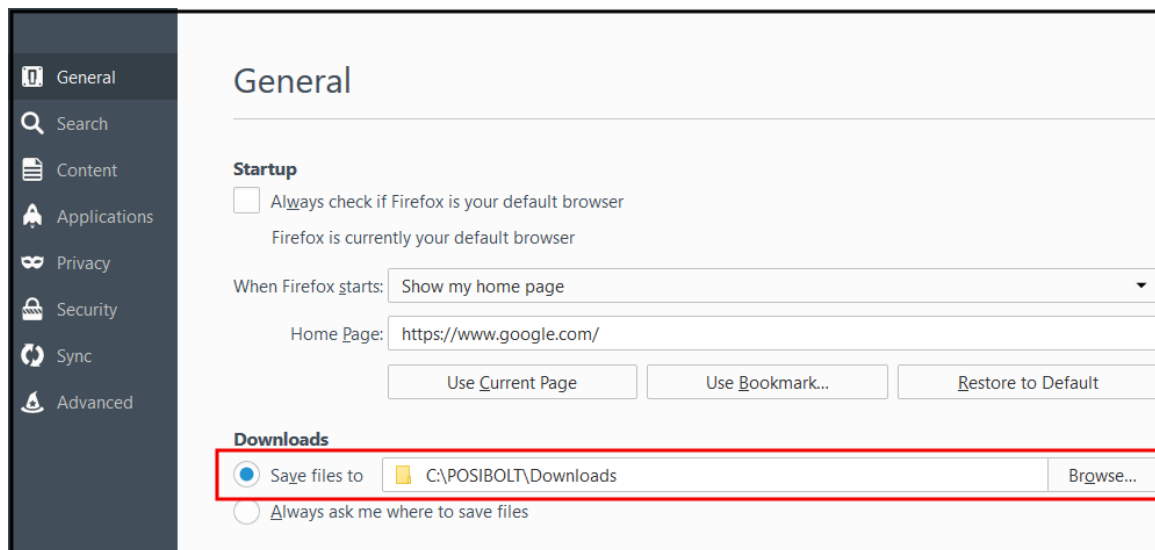 General
Search
Content
Applications
Privacy
Security
Sync
Advanced
General
Startup
Always check if Firefox is your default browser
Firefox is currently your default browser
When Firefox starts: Show my home page
Home Page: https://www.google.com/
Use Current Page Use Bookmark... Restore to Default
Downloads
Save files to C:\POSIBOLT\Downloads Browse...
Always ask me where to save files